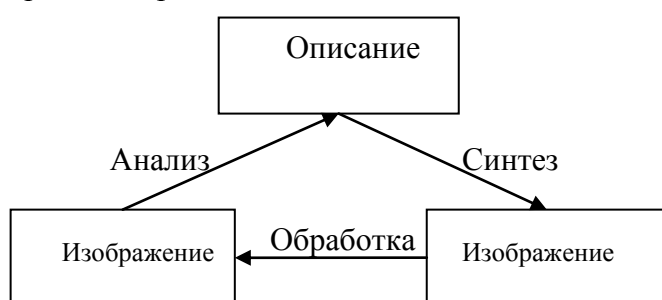 Описание
Анализ
Синтез
Изображение
Обработка
Изображение